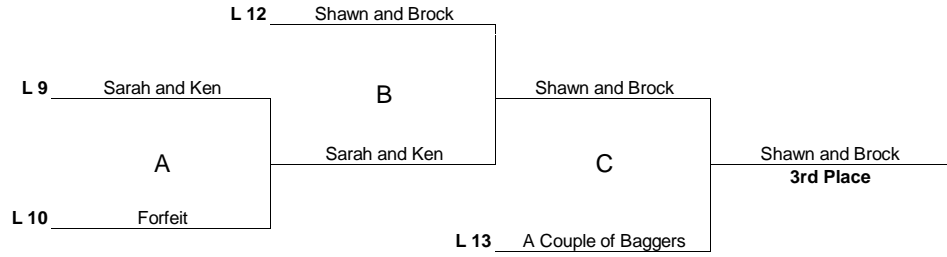 L 12 Shawn and Brock
L 9 Sarah and Ken
B
Shawn and Brock
A
Sarah and Ken
C
Shawn and Brock
3rd Place
L 10 Forfeit
L 13 A Couple of Baggers